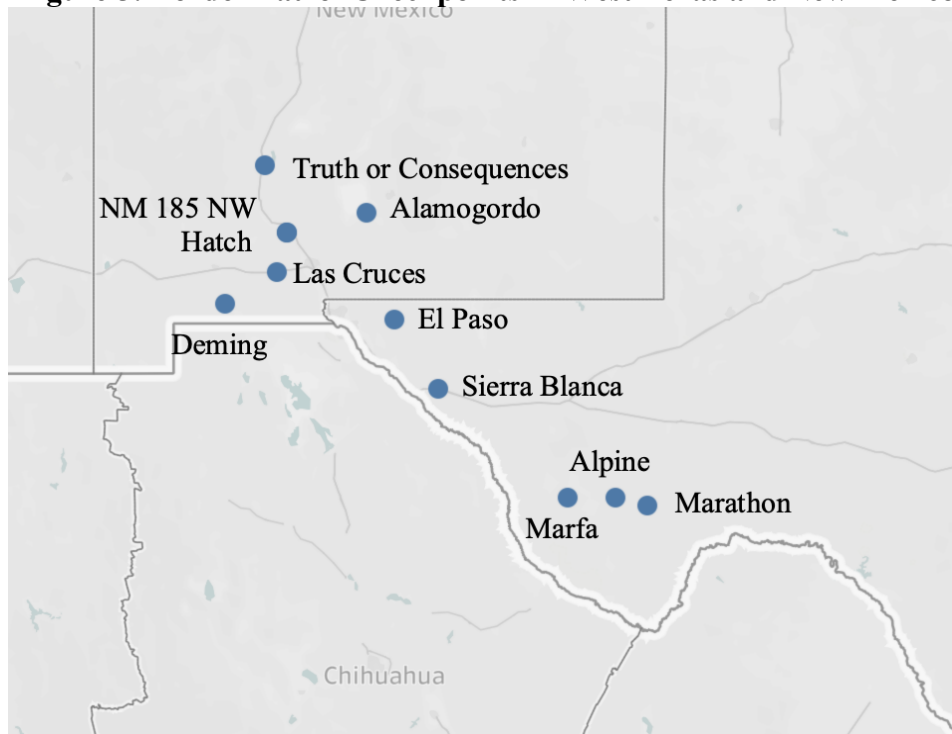 New Mexico
Truth or Consequences
NM 185 NW
Hatch
Alamogordo
Las Cruces
Deming
El Paso
Sierra Blanca
Alpine
Marfa
Marathon
Chihuahua